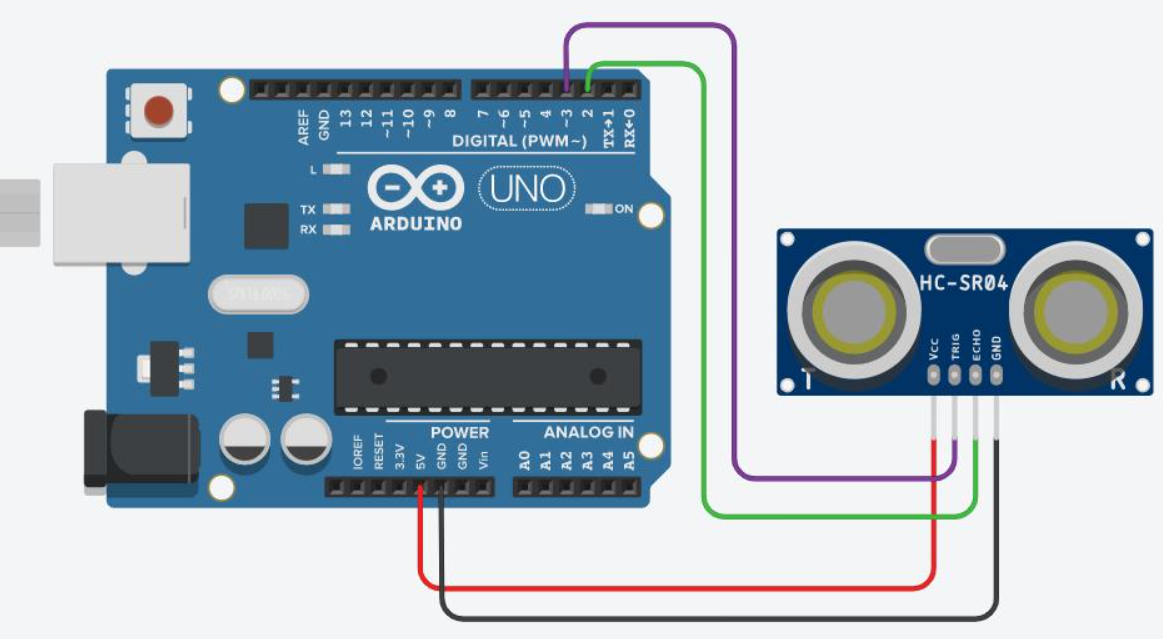 AREF
GND
13
12
~11
~10
~9
8
7
~6
~5
4
~3
2
TX→1
RX←0
DIGITAL (PWM~)
L
TX
RX
ARDUINO
UNO
ON
HC-SR04
VCC
TRIG
ECHO
GND
T
R
POWER
ANALOG IN
IOREF
RESET
3.3V
5V
GND
GND
Vin
A0
A1
A2
A3
A4
A5